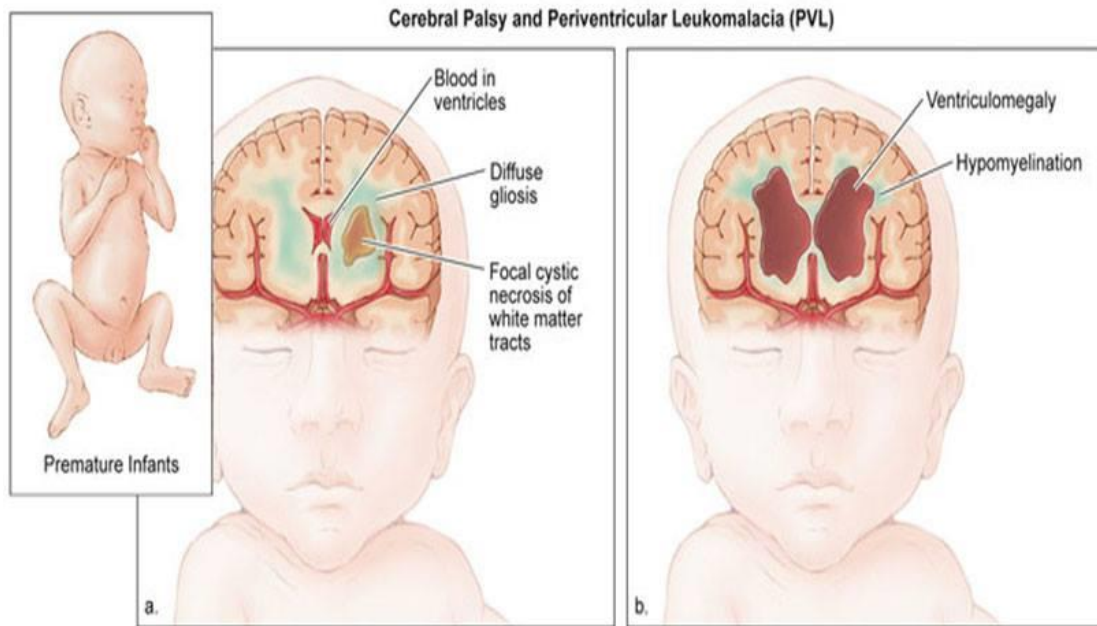 Cerebral Palsy and Periventricular Leukomalacia (PVL)
Premature Infants
Blood in
ventricles
Diffuse
gliosis
Focal cystic
necrosis of
white matter
tracts
a.
Ventriculomegaly
Hypomyelination
b.